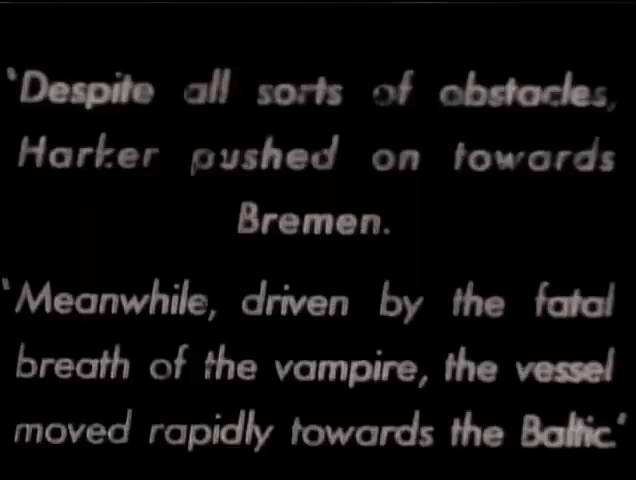 'Despite all sorts of obstacles,
Harker pushed on towards
Bremen.
'Meanwhile, driven by the fatal
breath of the vampire, the vessel
moved rapidly towards the Baltic.'